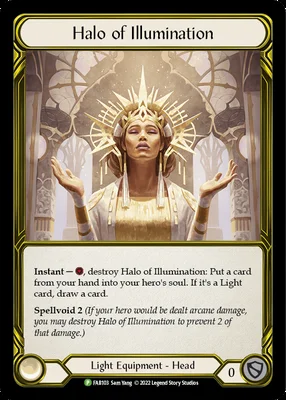 Halo of Illumination
Instant — , destroy Halo of Illumination: Put a card
from your hand into your hero's soul. If it's a Light
card, draw a card.
Spellvoid 2 (If your hero would be dealt arcane damage,
you may destroy Halo of Illumination to prevent 2 of
that damage.)
Light Equipment - Head
0
P FAB103 Sam Yang © 2022 Legend Story Studios